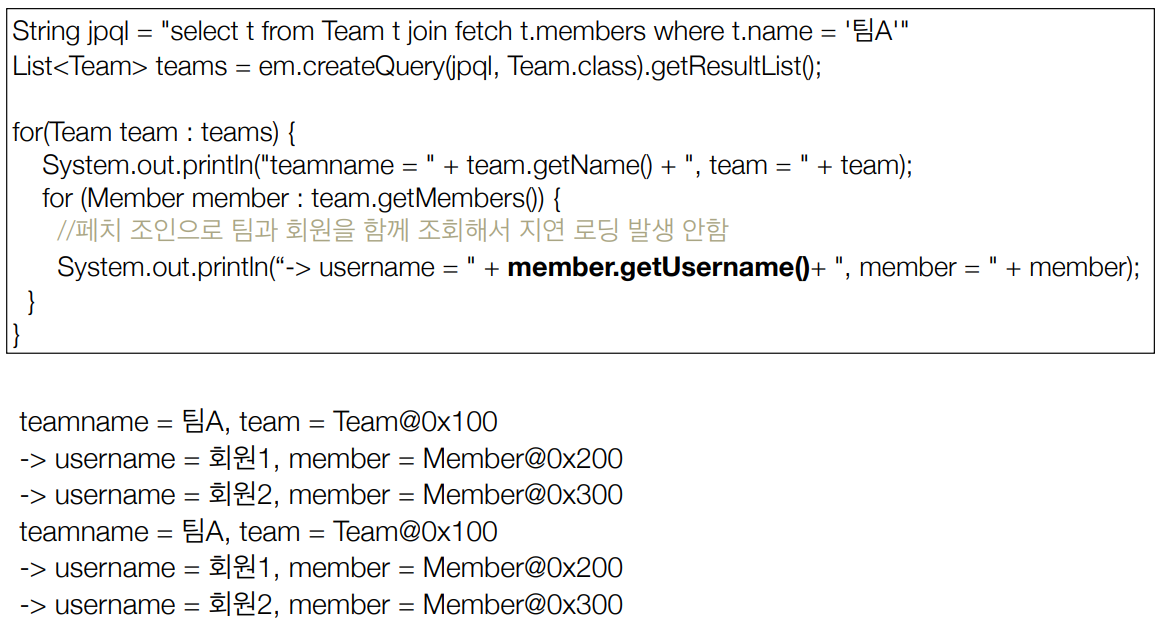 String jpql = "select t from Team t join fetch t.members where t.name = '팀A'"
List<Team> teams = em.createQuery(jpql, Team.class).getResultList();
for(Team team : teams) {
System.out.println("teamname = " + team.getName() + ", team = " + team);
for (Member member : team.getMembers()) {
//페치 조인으로 팀과 회원을 함께 조회해서 지연 로딩 발생 안함
System.out.println(“-> username = " + member.getUsername()+ ", member = " + member);
}
}
teamname = 팀A, team = Team@0x100
-> username = 회원1, member = Member@0x200
-> username = 회원2, member = Member@0x300
teamname = 팀A, team = Team@0x100
-> username = 회원1, member = Member@0x200
-> username = 회원2, member = Member@0x300